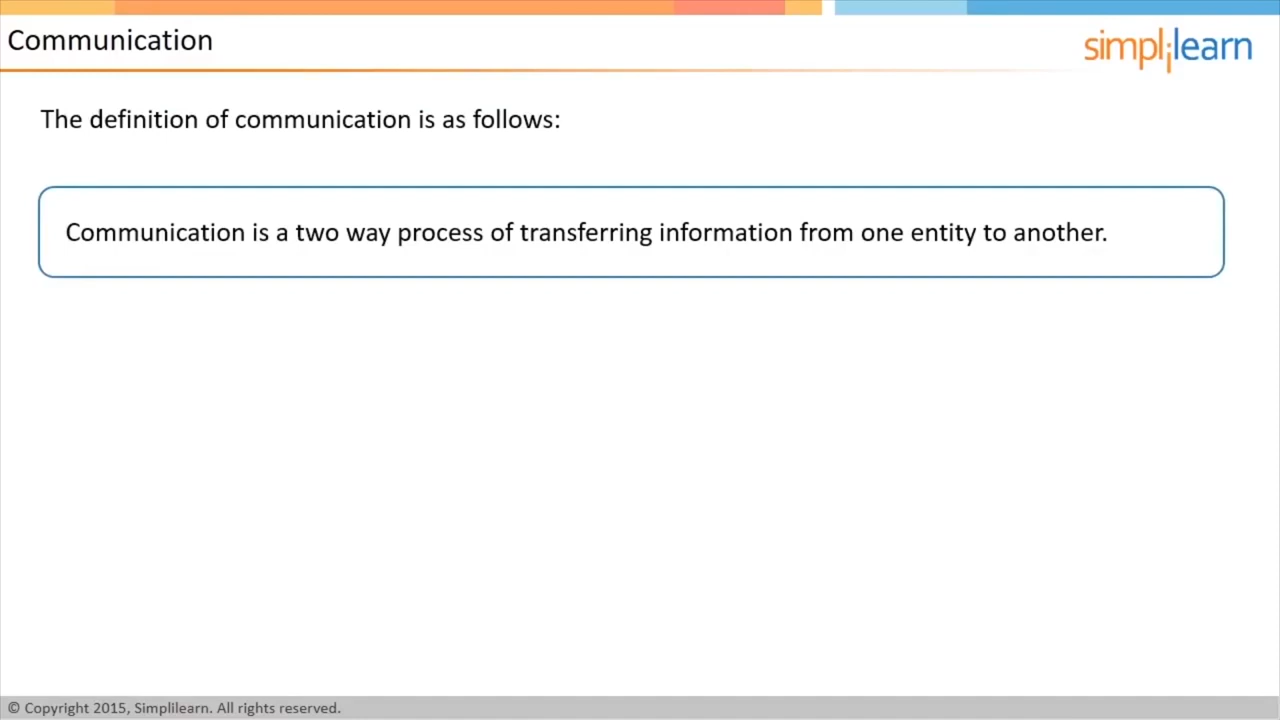 Communication
simplilearn
The definition of communication is as follows:
Communication is a two way process of transferring information from one entity to another.
© Copyright 2015, Simplilearn. All rights reserved.